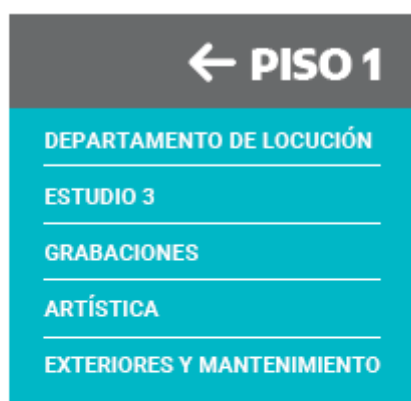 ← PISO 1
DEPARTAMENTO DE LOCUCIÓN
ESTUDIO 3
GRABACIONES
ARTÍSTICA
EXTERIORES Y MANTENIMIENTO